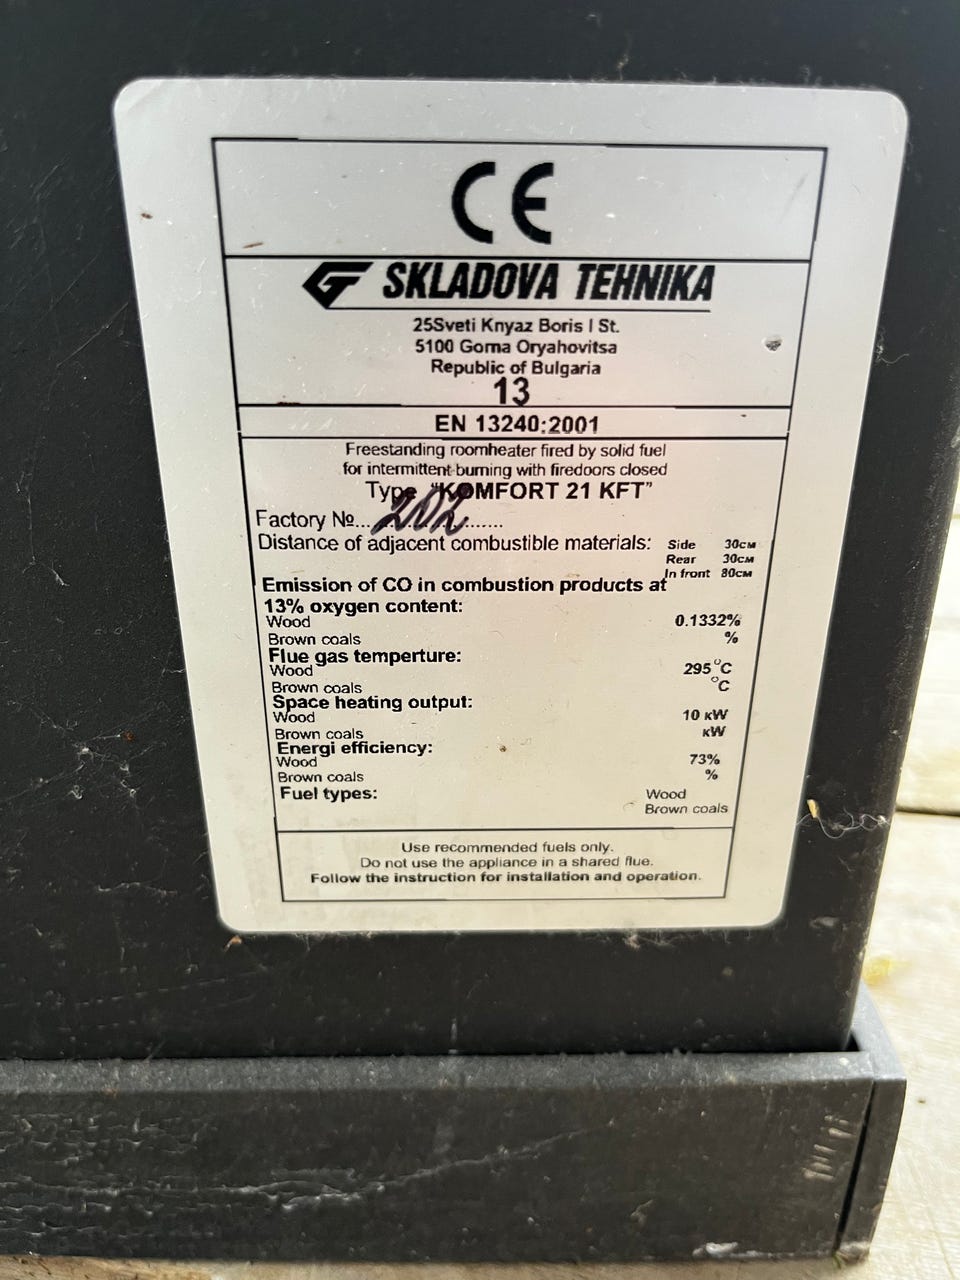 CE
SKLADOVA TEHNIKA
25Sveti Knyaz Boris I St.
5100 Gorna Oryahovitsa
Republic of Bulgaria
13
EN 13240:2001
Freestanding roomheater fired by solid fuel
for intermittent burning with firedoors closed
Type "KOMFORT 21 KFT"
Factory №... 202 ......
Distance of adjacent combustible materials: Side 30см
Rear 30см
In front 80см
Emission of CO in combustion products at
13% oxygen content:
Wood 0.1332%
Brown coals %
Flue gas temperture:
Wood 295°C
Brown coals °C
Space heating output:
Wood 10 кW
Brown coals кW
Energi efficiency:
Wood 73%
Brown coals %
Fuel types: Wood
Brown coals
Use recommended fuels only.
Do not use the appliance in a shared flue.
Follow the instruction for installation and operation.